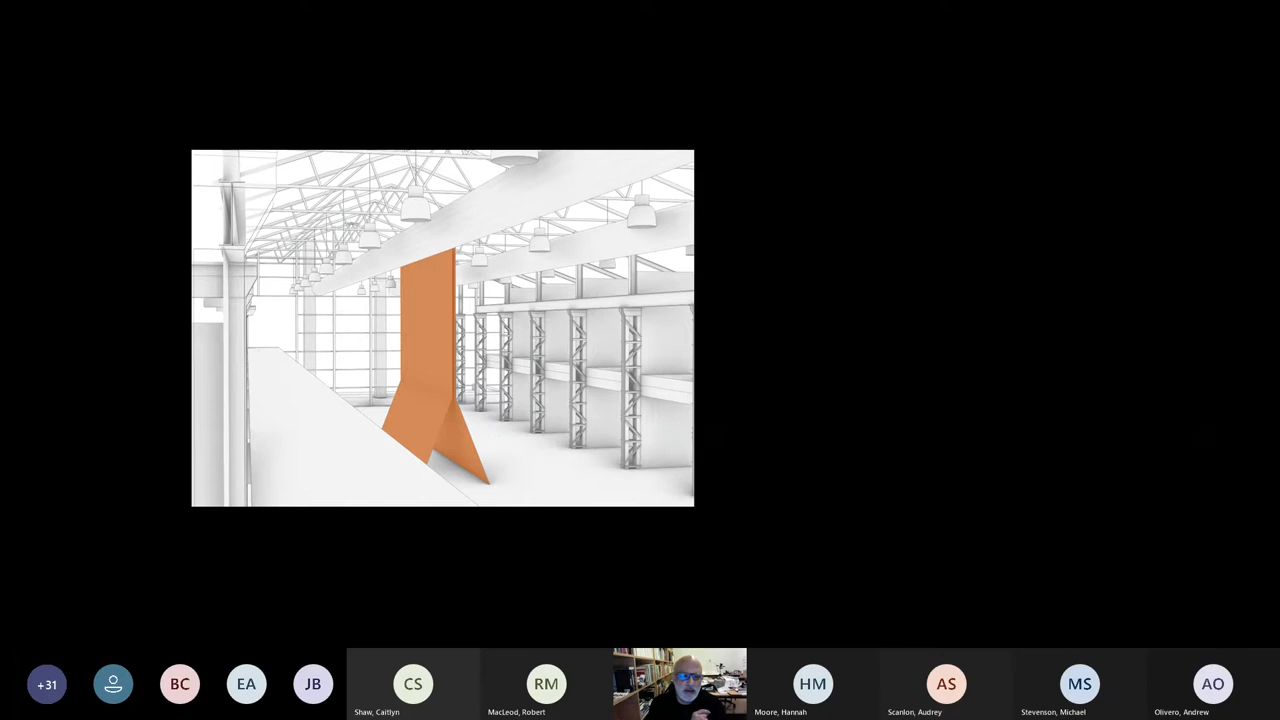 +31
BC
EA
JB
CS
Shaw, Caitlyn
RM
MacLeod, Robert
HM
Moore, Hannah
AS
Scanlon, Audrey
MS
Stevenson, Michael
AO
Olivero, Andrew